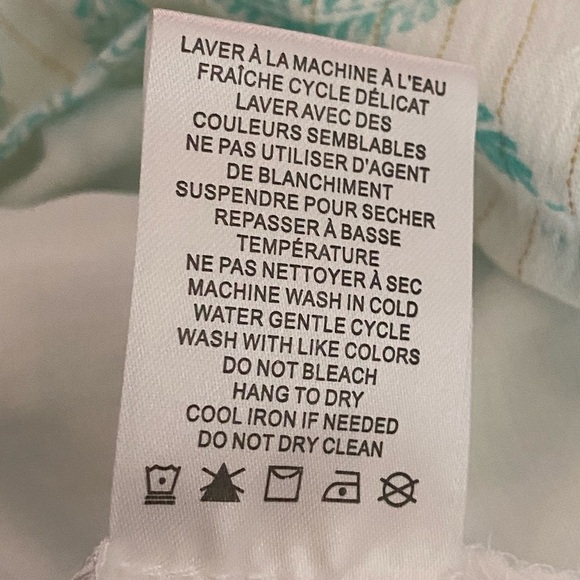 LAVER À LA MACHINE À L'EAU
FRAÎCHE CYCLE DÉLICAT
LAVER AVEC DES
COULEURS SEMBLABLES
NE PAS UTILISER D'AGENT
DE BLANCHIMENT
SUSPENDRE POUR SECHER
REPASSER À BASSE
TEMPÉRATURE
NE PAS NETTOYER À SEC
MACHINE WASH IN COLD
WATER GENTLE CYCLE
WASH WITH LIKE COLORS
DO NOT BLEACH
HANG TO DRY
COOL IRON IF NEEDED
DO NOT DRY CLEAN